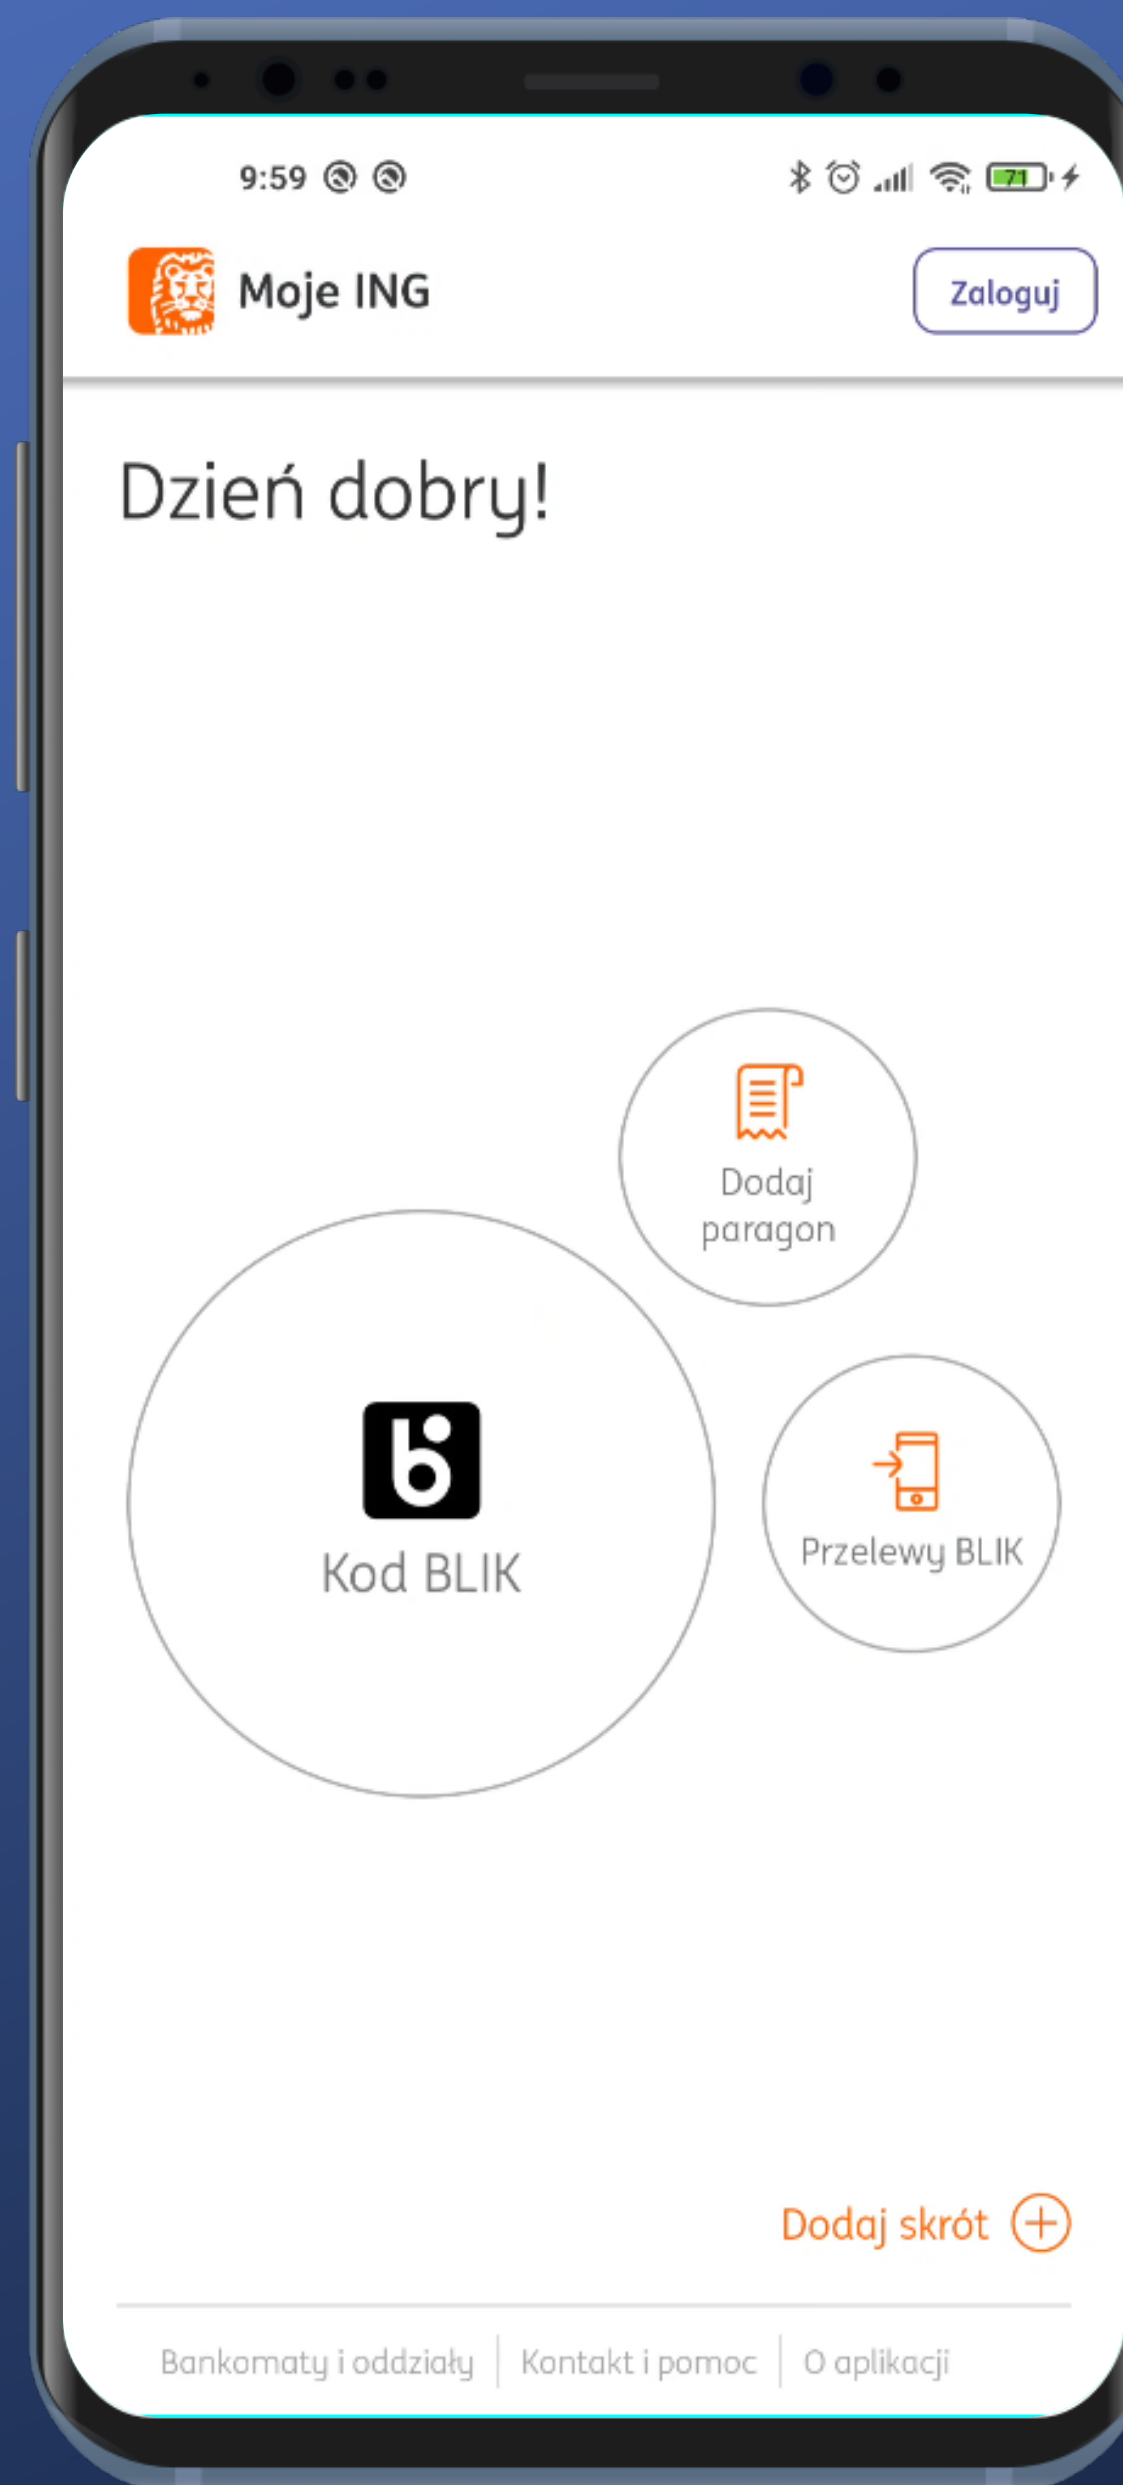 9:59
71
Moje ING
Zaloguj
Dzień dobry!
Dodaj
paragon
Kod BLIK
Przelewy BLIK
Dodaj skrót
Bankomaty i oddziały
Kontakt i pomoc
O aplikacji